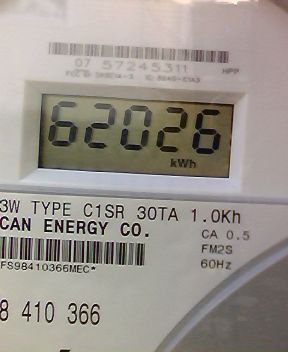 07 57245311
HPP
62026
kWh
3W TYPE C1SR 30TA 1.0Kh
CAN ENERGY CO.
CA 0.5
FM2S
60Hz
FS98410366MEC*
8 410 366